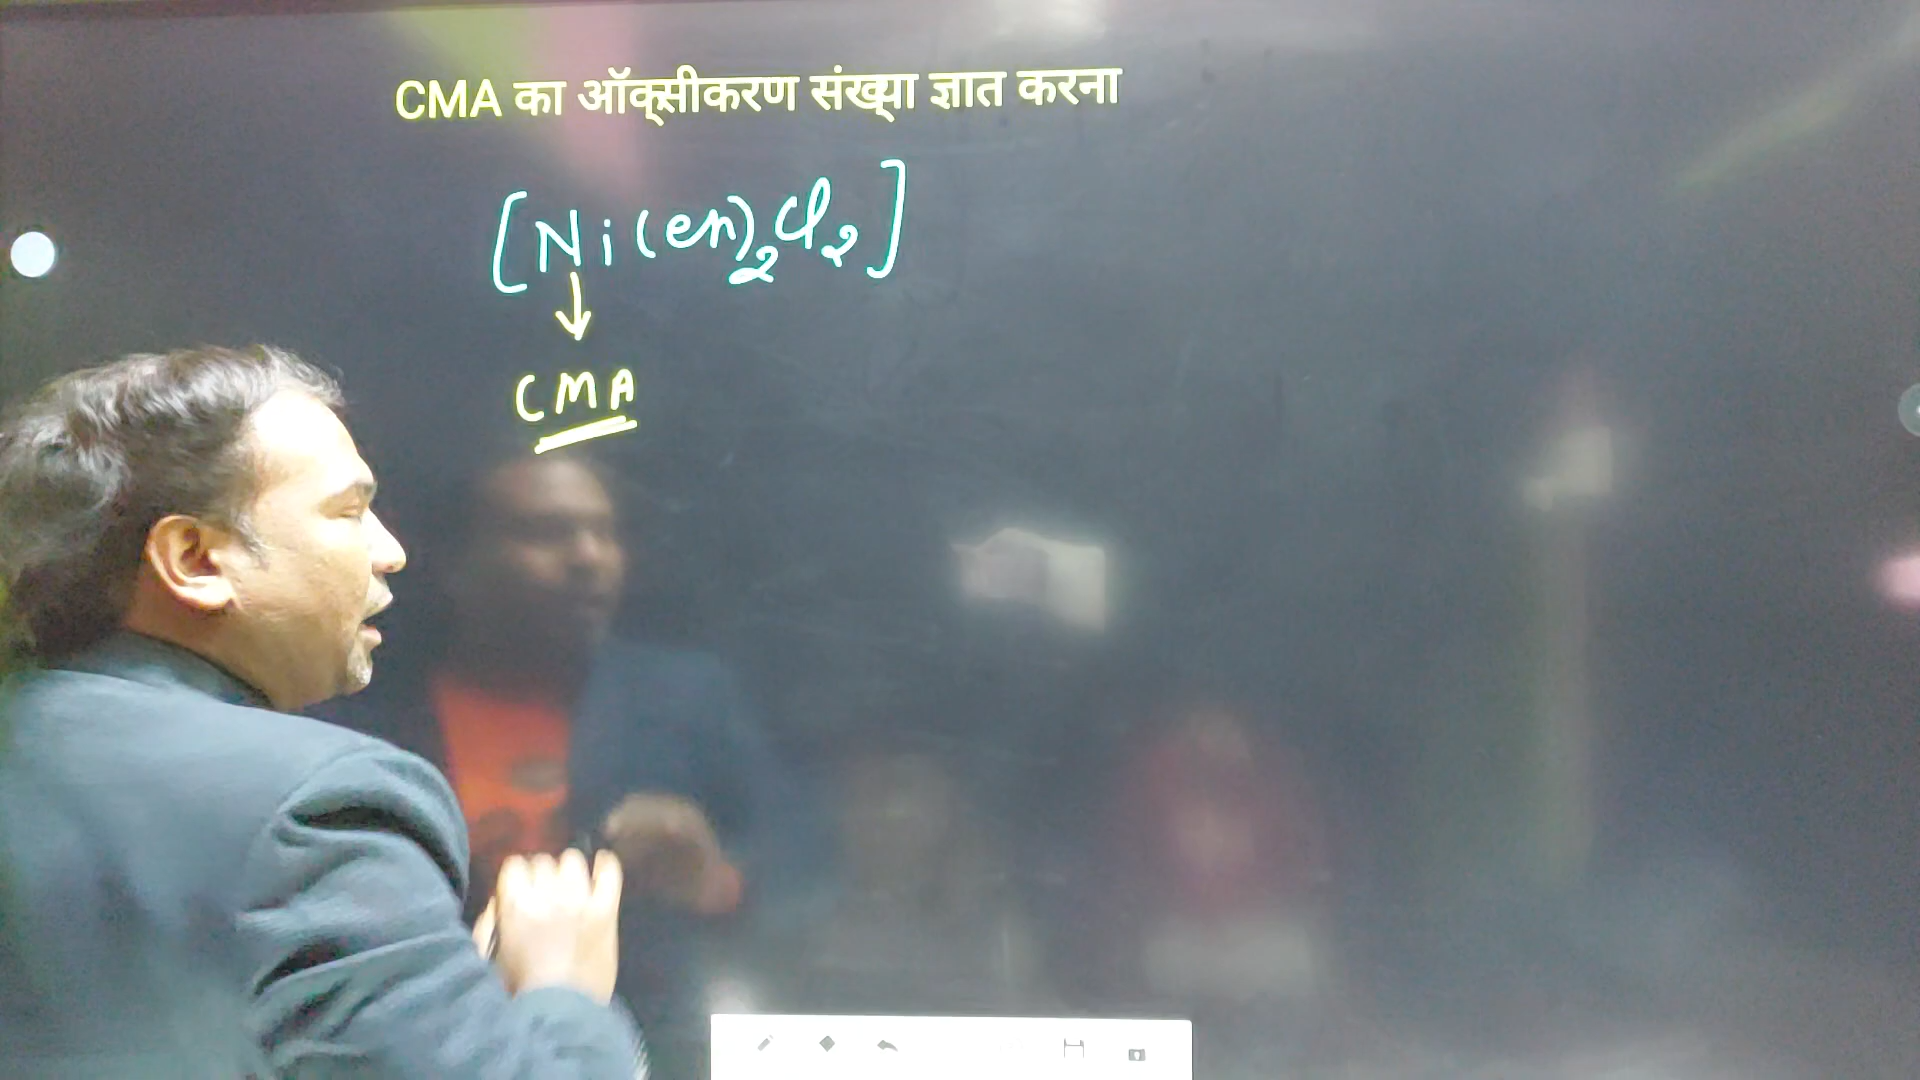 CMA का ऑक्सीकरण संख्या ज्ञात करना
[Ni(en)₂Cl₂]
↓
CMA